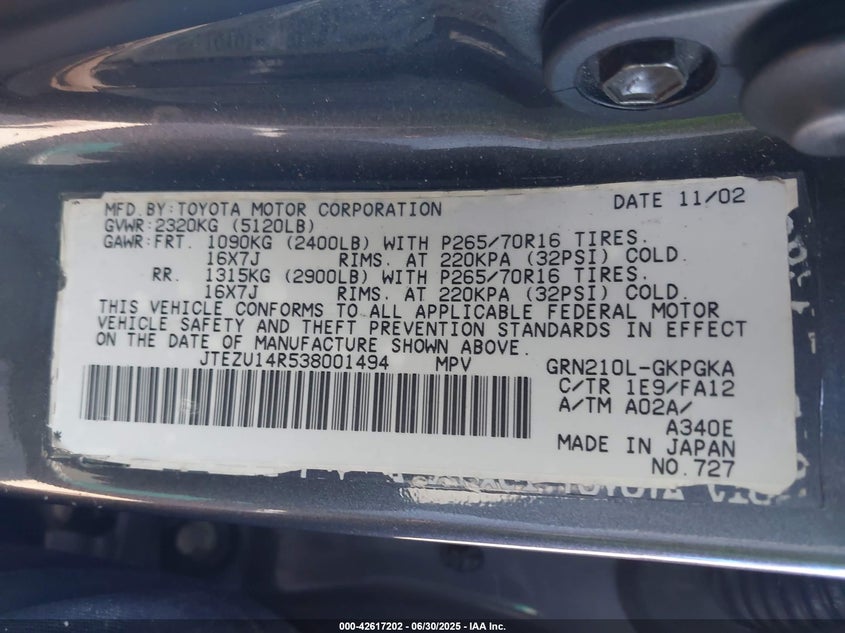 MFD.BY:TOYOTA MOTOR CORPORATION DATE 11/02
GVWR:2320KG (5120LB)
GAWR:FRT. 1090KG (2400LB) WITH P265/70R16 TIRES.
16X7J RIMS. AT 220KPA (32PSI) COLD.
RR. 1315KG (2900LB) WITH P265/70R16 TIRES.
16X7J RIMS. AT 220KPA (32PSI) COLD.
THIS VEHICLE CONFORMS TO ALL APPLICABLE FEDERAL MOTOR
VEHICLE SAFETY AND THEFT PREVENTION STANDARDS IN EFFECT
ON THE DATE OF MANUFACTURE SHOWN ABOVE.
JTEZU14R538001494 MPV GRN210L-GKPGKA
C/TR 1E9/FA12
A/TM A02A/
A340E
MADE IN JAPAN
NO.727
TOYOTA
000-42617202 - 06/30/2025 - IAA Inc.